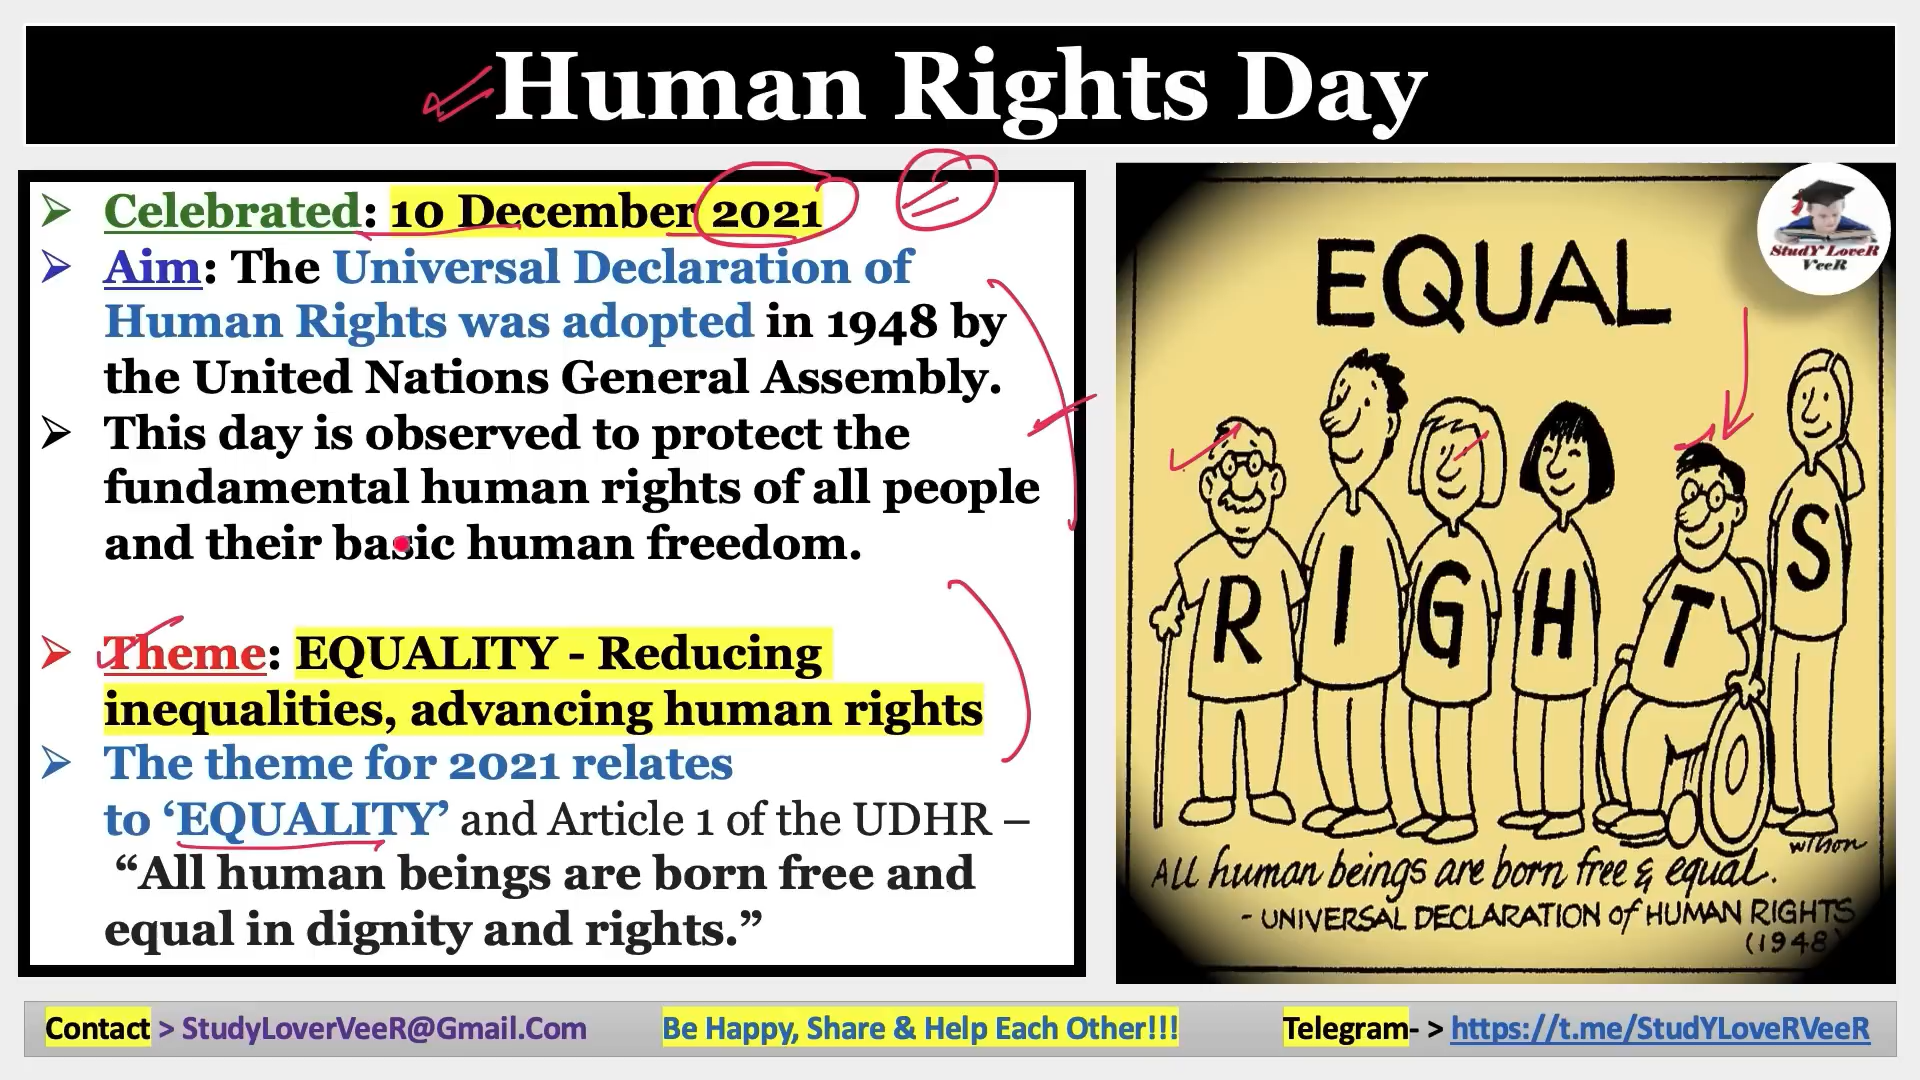 Human Rights Day
➢ Celebrated: 10 December 2021
➢ Aim: The Universal Declaration of
Human Rights was adopted in 1948 by
the United Nations General Assembly.
➢ This day is observed to protect the
fundamental human rights of all people
and their basic human freedom.
➢ Theme: EQUALITY - Reducing
inequalities, advancing human rights
➢ The theme for 2021 relates
to ‘EQUALITY’ and Article 1 of the UDHR –
“All human beings are born free and
equal in dignity and rights.”
StudY LoveR
VeeR
EQUAL
R I G H T S
wilson
All human beings are born free & equal.
- UNIVERSAL DECLARATION of HUMAN RIGHTS
(1948)
Contact > StudyLoverVeeR@Gmail.Com
Be Happy, Share & Help Each Other!!!
Telegram- > https://t.me/StudYLoveRVeeR